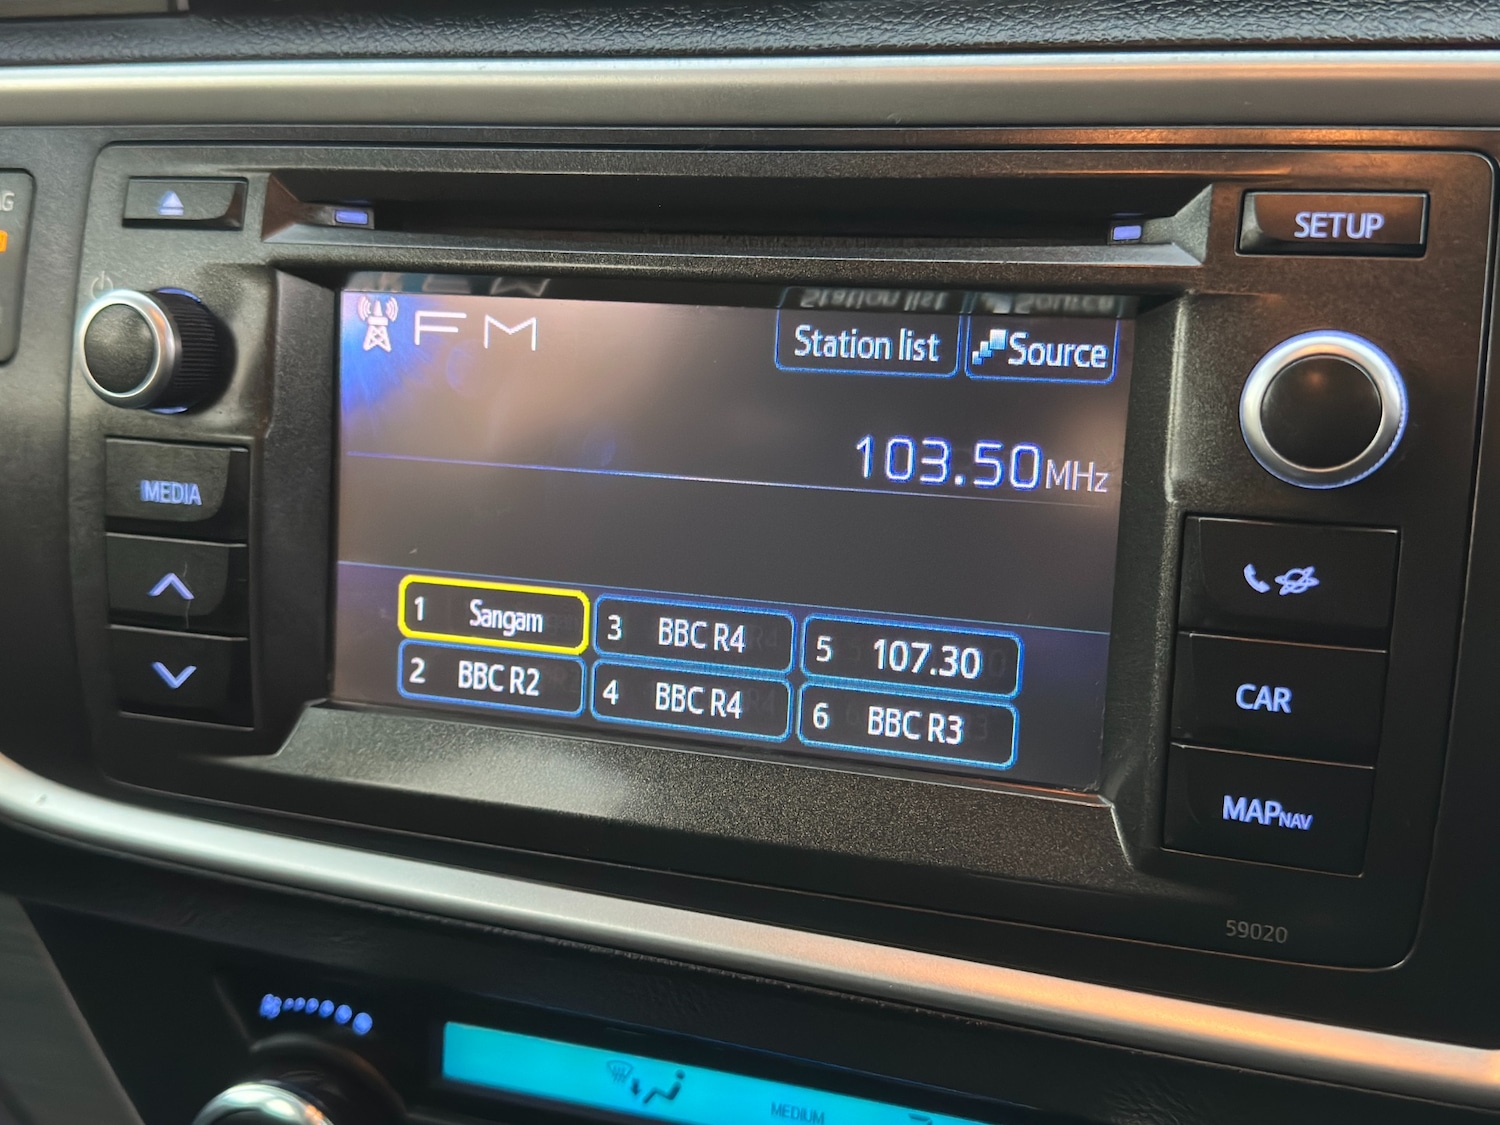 SETUP
FM
Station list
Source
103.50MHz
MEDIA
1 Sangam
3 BBC R4
5 107.30
2 BBC R2
4 BBC R4
6 BBC R3
CAR
MAPNAV
59020
MEDIUM